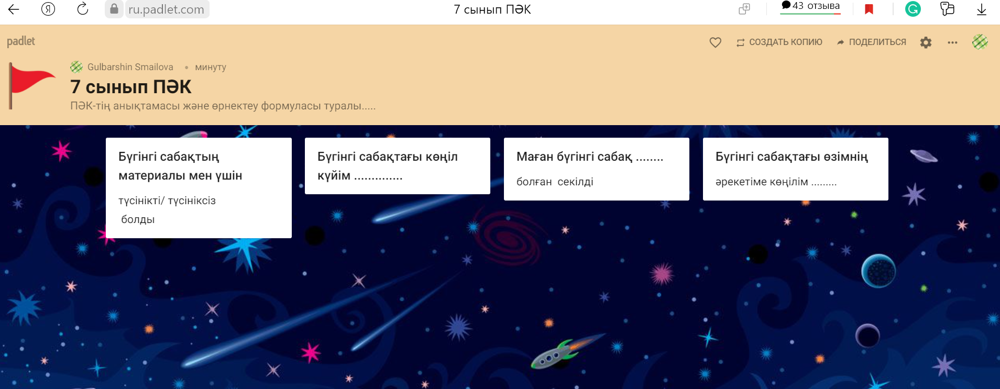 ru.padlet.com
7 сынып ПӘК
43 отзыва
padlet
СОЗДАТЬ КОПИЮ
ПОДЕЛИТЬСЯ
Gulbarshin Smailova • минуту
7 сынып ПӘК
ПӘК-тің анықтамасы және өрнектеу формуласы туралы.....
Бүгінгі сабақтың
материалы мен үшін
түсінікті/ түсініксіз
болды
Бүгінгі сабақтағы көңіл
күйім ..............
Маған бүгінгі сабақ ........
болған  секілді
Бүгінгі сабақтағы өзімнің
әрекетіме көңілім .........